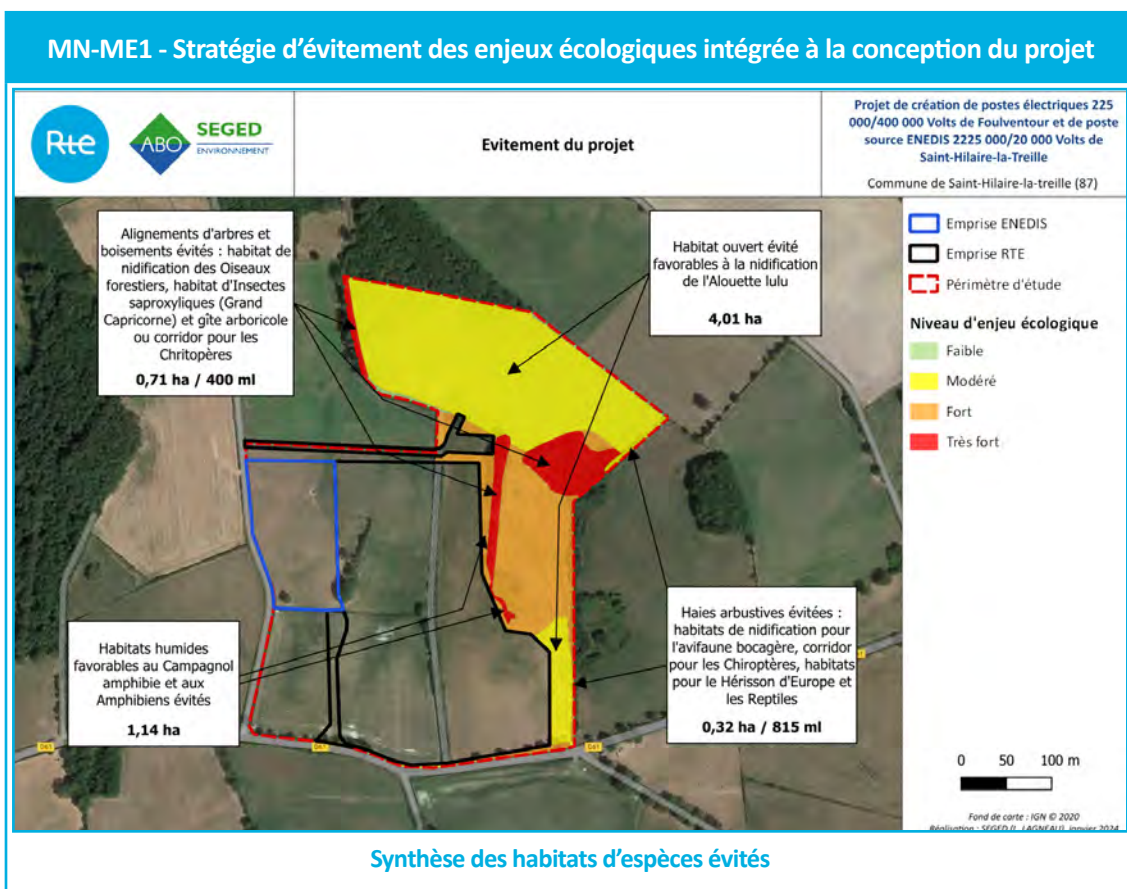 MN-ME1 - Stratégie d'évitement des enjeux écologiques intégrée à la conception du projet
Rte
ABO
SEGED
ENVIRONNEMENT
Evitement du projet
Projet de création de postes électriques 225
000/400 000 Volts de Foulventour et de poste
source ENEDIS 2225 000/20 000 Volts de
Saint-Hilaire-la-Treille
Commune de Saint-Hilaire-la-treille (87)
Alignements d'arbres et
boisements évités : habitat de
nidification des Oiseaux
forestiers, habitat d'Insectes
saproxyliques (Grand
Capricorne) et gîte arboricole
ou corridor pour les
Chritopères
0,71 ha / 400 ml
Habitat ouvert évité
favorables à la nidification
de l'Alouette lulu
4,01 ha
Emprise ENEDIS
Emprise RTE
Périmètre d'étude
Niveau d'enjeu écologique
Faible
Modéré
Fort
Très fort
Habitats humides
favorables au Campagnol
amphibie et aux
Amphibiens évités
1,14 ha
Haies arbustives évitées :
habitats de nidification pour
l'avifaune bocagère, corridor
pour les Chiroptères, habitats
pour le Hérisson d'Europe et
les Reptiles
0,32 ha / 815 ml
D61
D61
D61
0 50 100 m
Fond de carte : IGN © 2020
Réalisation : SEGED (L. LAGNEAU), janvier 2024
Synthèse des habitats d'espèces évités